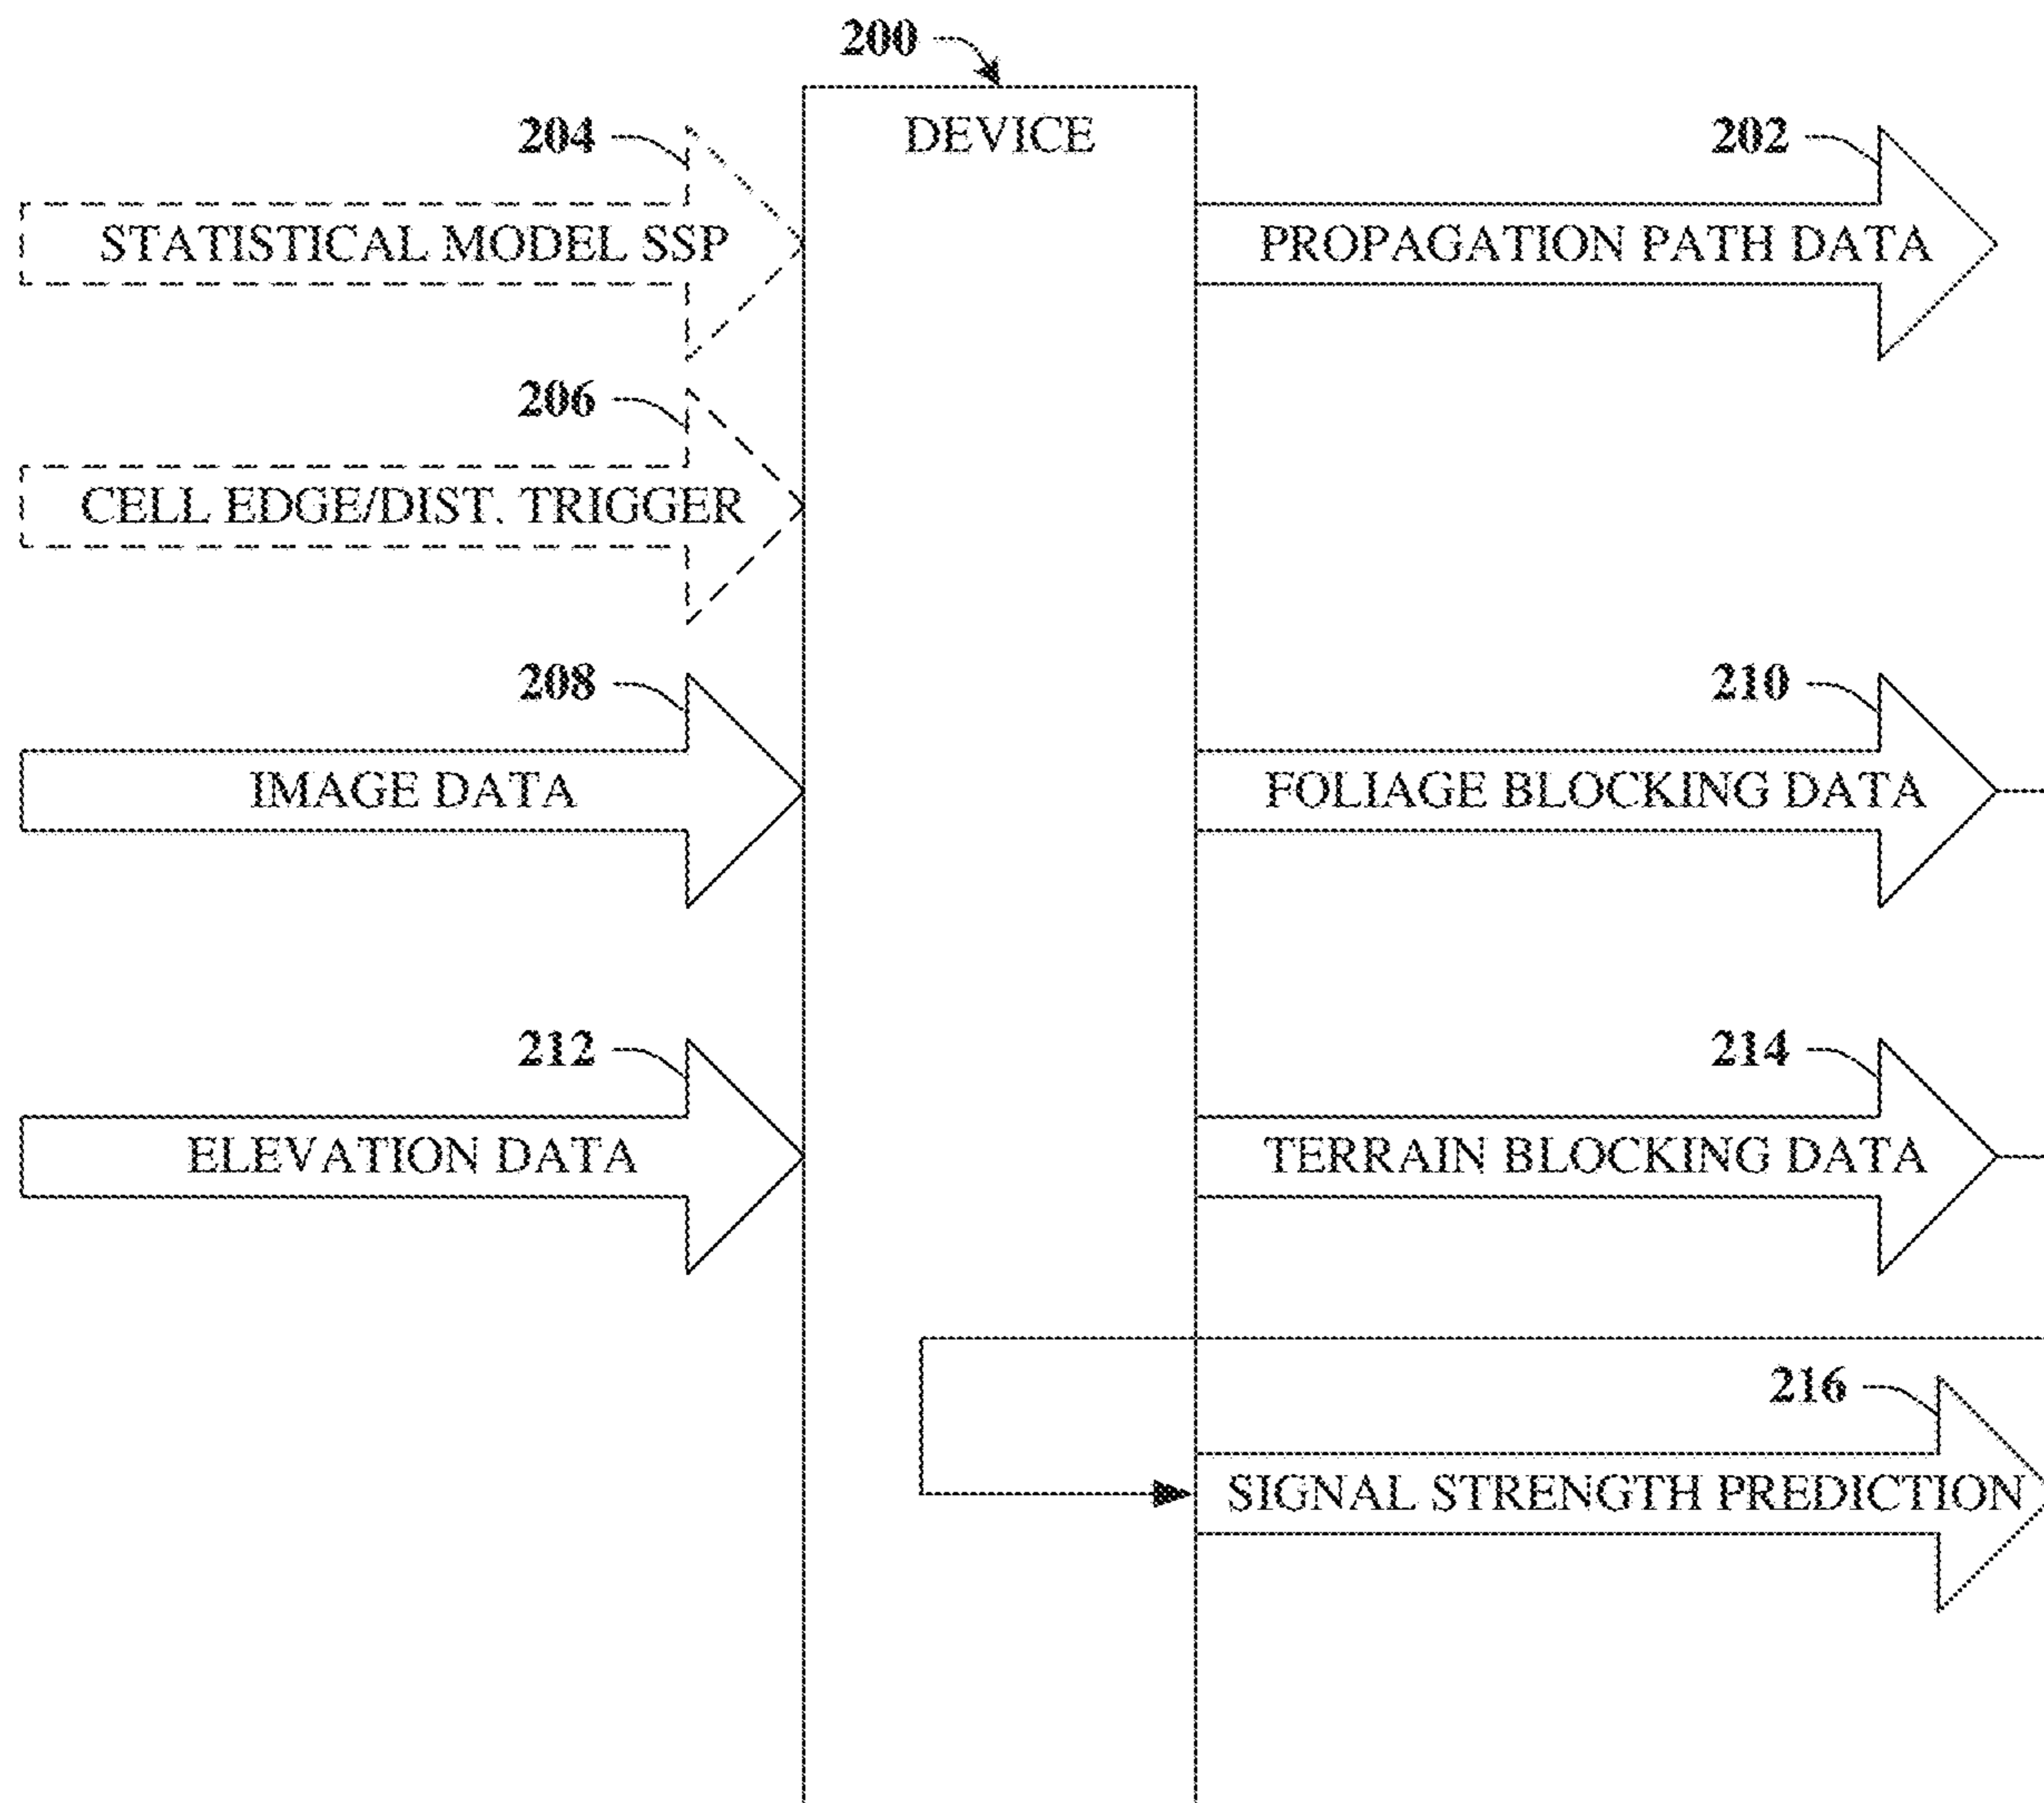 200
DEVICE
204
202
STATISTICAL MODEL SSP
PROPAGATION PATH DATA
206
CELL EDGE/DIST. TRIGGER
208
210
IMAGE DATA
FOLIAGE BLOCKING DATA
212
214
ELEVATION DATA
TERRAIN BLOCKING DATA
216
SIGNAL STRENGTH PREDICTION